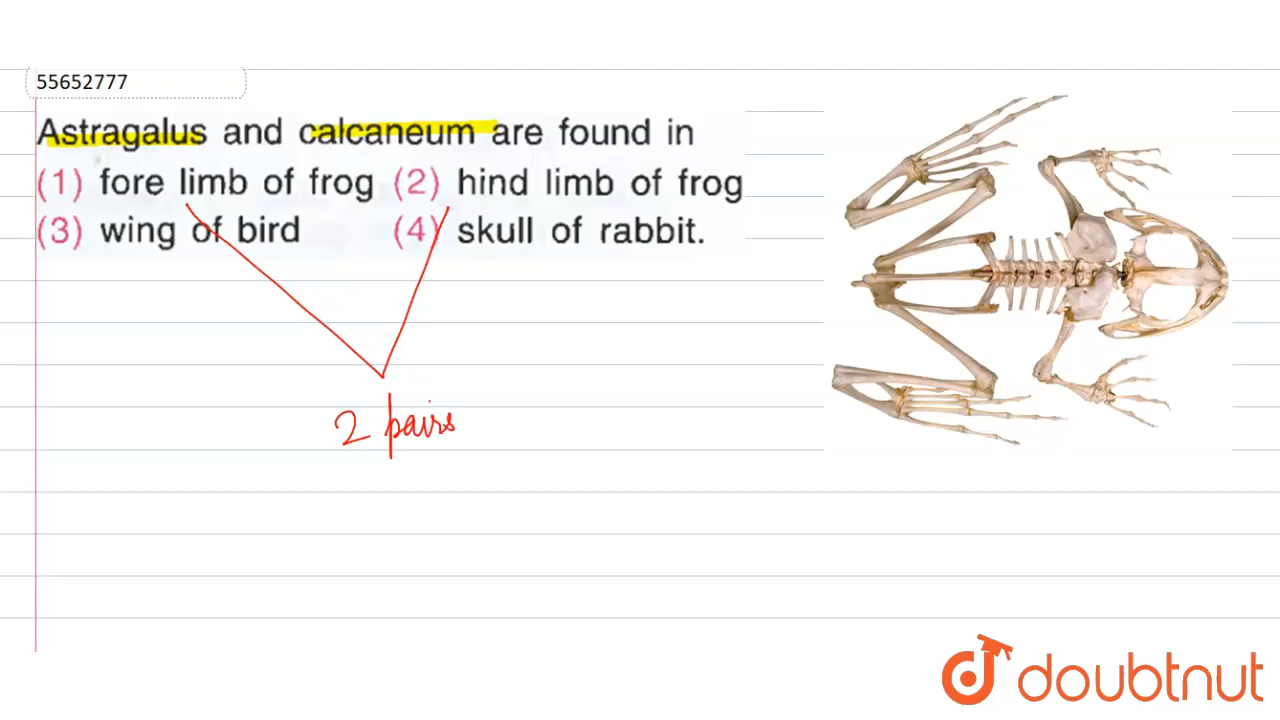 55652777
Astragalus and calcaneum are found in
(1) fore limb of frog (2) hind limb of frog
(3) wing of bird (4) skull of rabbit.
2 pairs
doubtnut